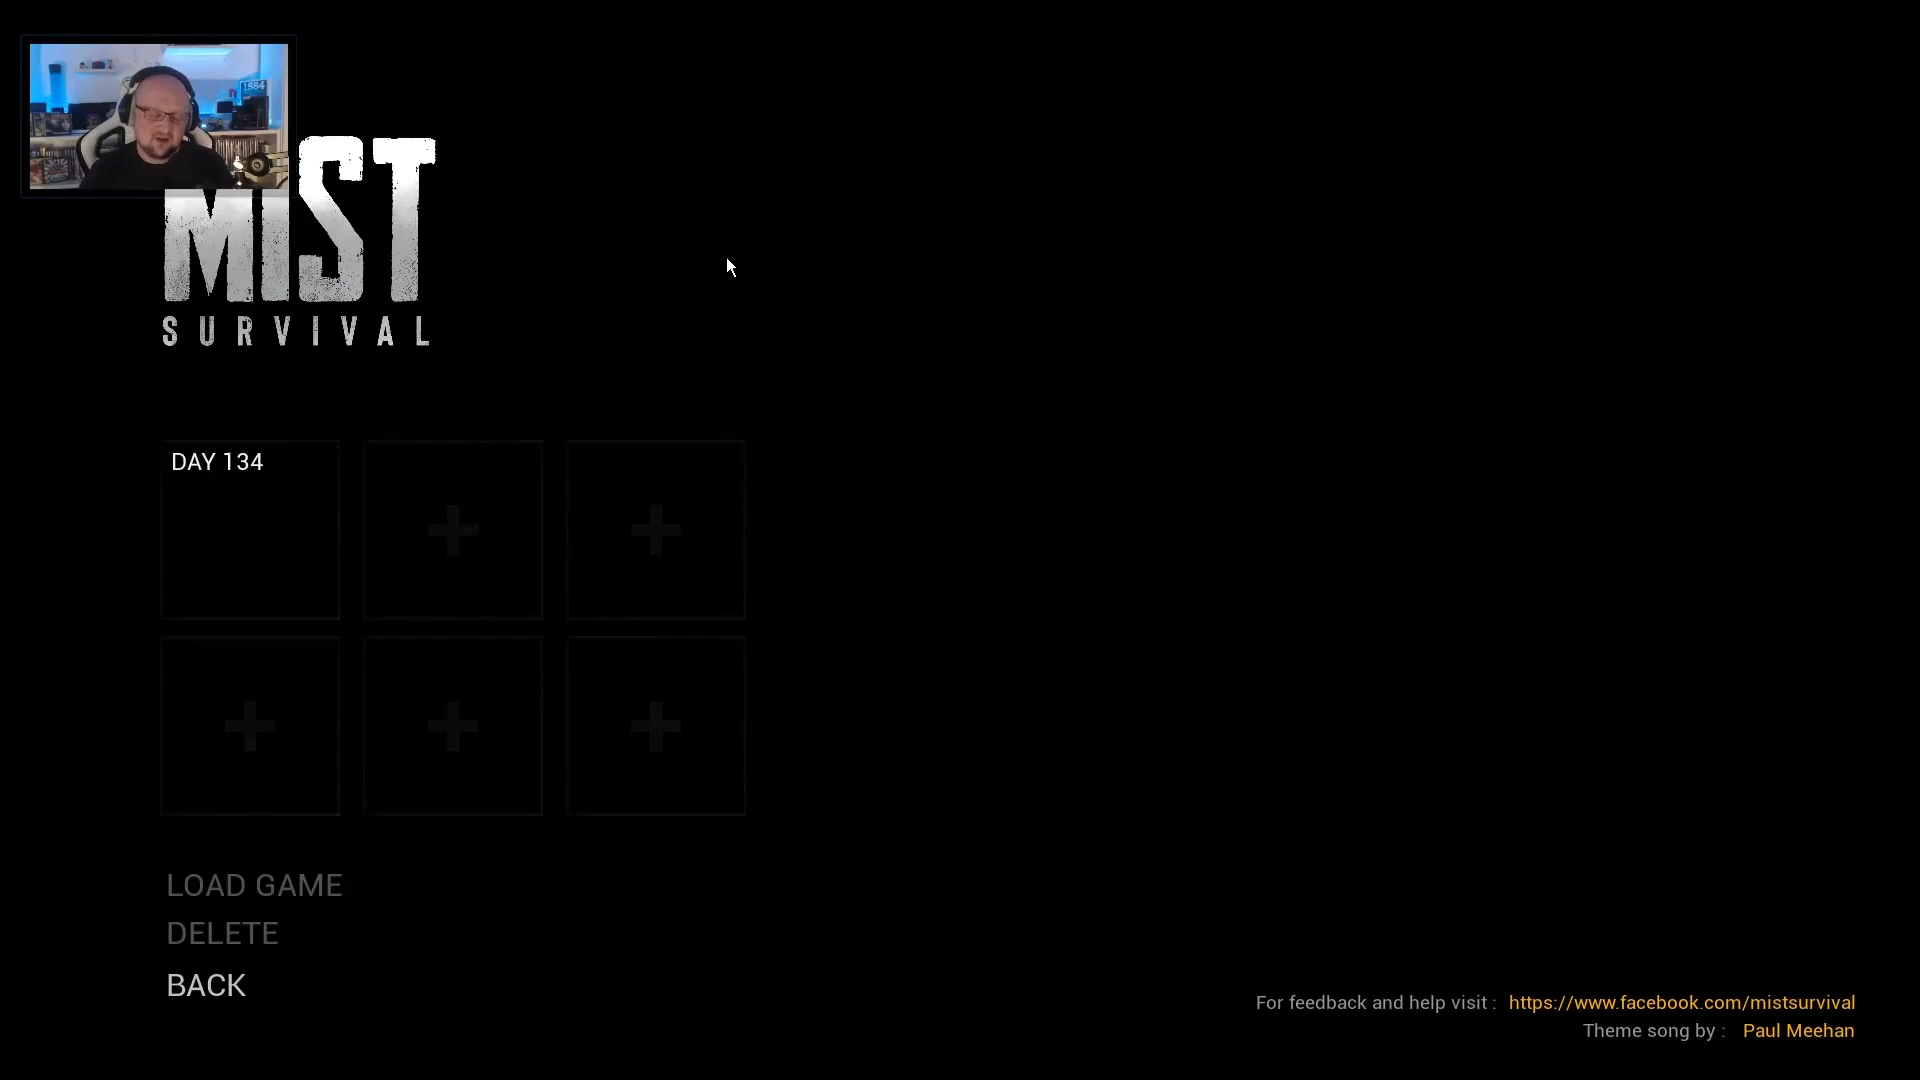 1984
MIST
SURVIVAL
DAY 134
LOAD GAME
DELETE
BACK
For feedback and help visit : https://www.facebook.com/mistsurvival
Theme song by : Paul Meehan